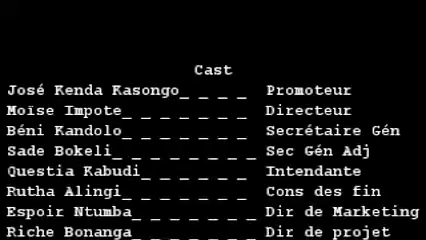 Cast
José Kenda Kasongo_ _ _ _ Promoteur
Moïse Impote_ _ _ _ _ _ _ Directeur
Béni Kandolo_ _ _ _ _ _ _ Secrétaire Gén
Sade Bokeli_ _ _ _ _ _ _ _ Sec Gén Adj
Questia Kabudi_ _ _ _ _ _ Intendante
Rutha Alingi_ _ _ _ _ _ _ Cons des fin
Espoir Ntumba_ _ _ _ _ _ _ Dir de Marketing
Riche Bonanga_ _ _ _ _ _ _ Dir de projet